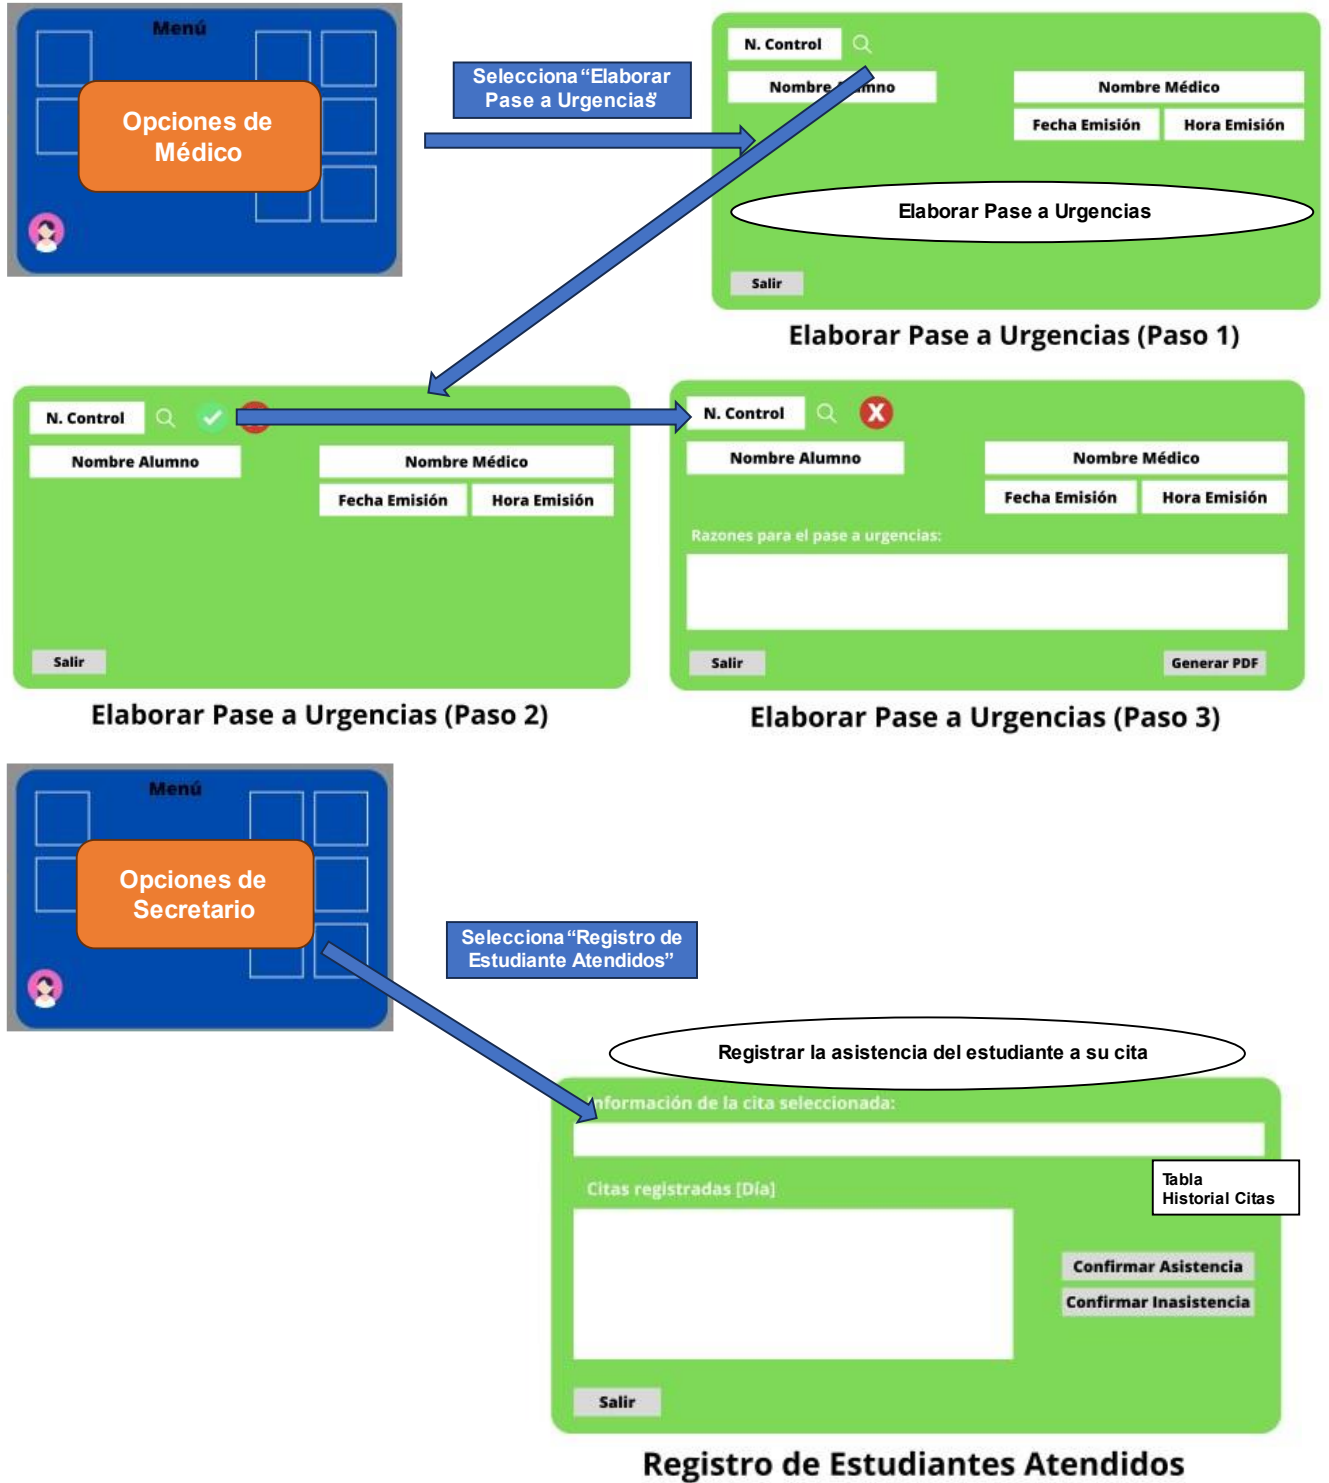 Menú
Opciones de
Médico
Selecciona “Elaborar
Pase a Urgencias”
N. Control
Nombre Alumno
Nombre Médico
Fecha Emisión
Hora Emisión
Elaborar Pase a Urgencias
Salir
Elaborar Pase a Urgencias (Paso 1)
N. Control
Nombre Alumno
Nombre Médico
Fecha Emisión
Hora Emisión
Salir
Elaborar Pase a Urgencias (Paso 2)
N. Control
X
Nombre Alumno
Nombre Médico
Fecha Emisión
Hora Emisión
Razones para el pase a urgencias:
Salir
Generar PDF
Elaborar Pase a Urgencias (Paso 3)
Menú
Opciones de
Secretario
Selecciona “Registro de
Estudiante Atendidos”
Registrar la asistencia del estudiante a su cita
Información de la cita seleccionada:
Citas registradas [Día]
Tabla
Historial Citas
Confirmar Asistencia
Confirmar Inasistencia
Salir
Registro de Estudiantes Atendidos